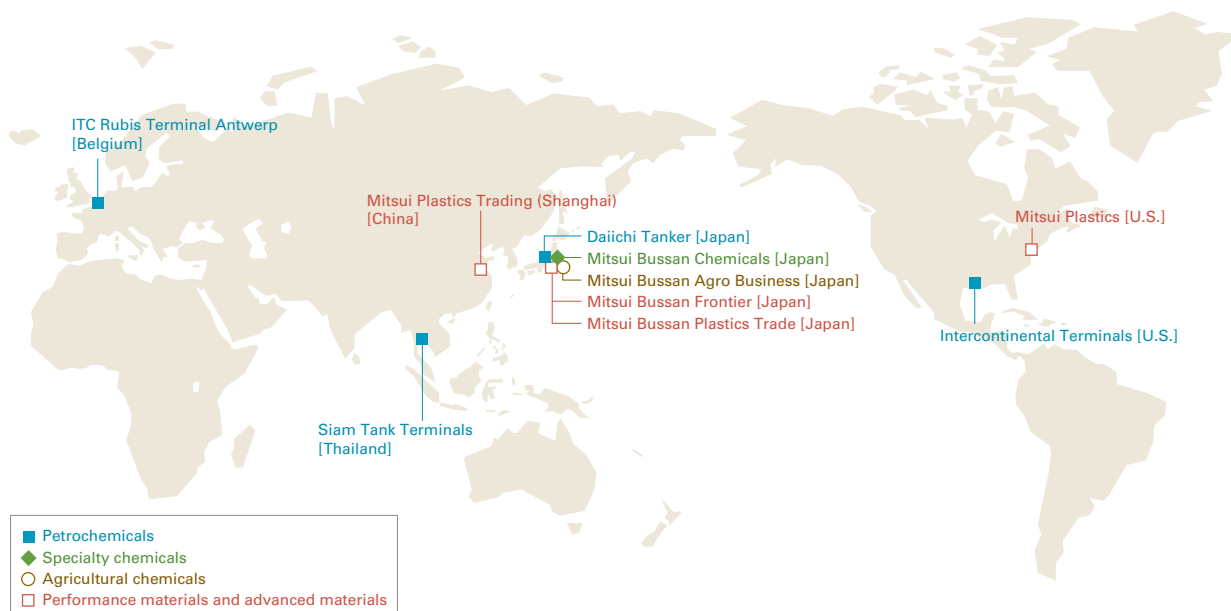 ITC Rubis Terminal Antwerp
[Belgium]
Mitsui Plastics Trading (Shanghai)
[China]
Mitsui Plastics [U.S.]
Daiichi Tanker [Japan]
Mitsui Bussan Chemicals [Japan]
Mitsui Bussan Agro Business [Japan]
Mitsui Bussan Frontier [Japan]
Mitsui Bussan Plastics Trade [Japan]
Intercontinental Terminals [U.S.]
Siam Tank Terminals
[Thailand]
Petrochemicals
Specialty chemicals
Agricultural chemicals
Performance materials and advanced materials